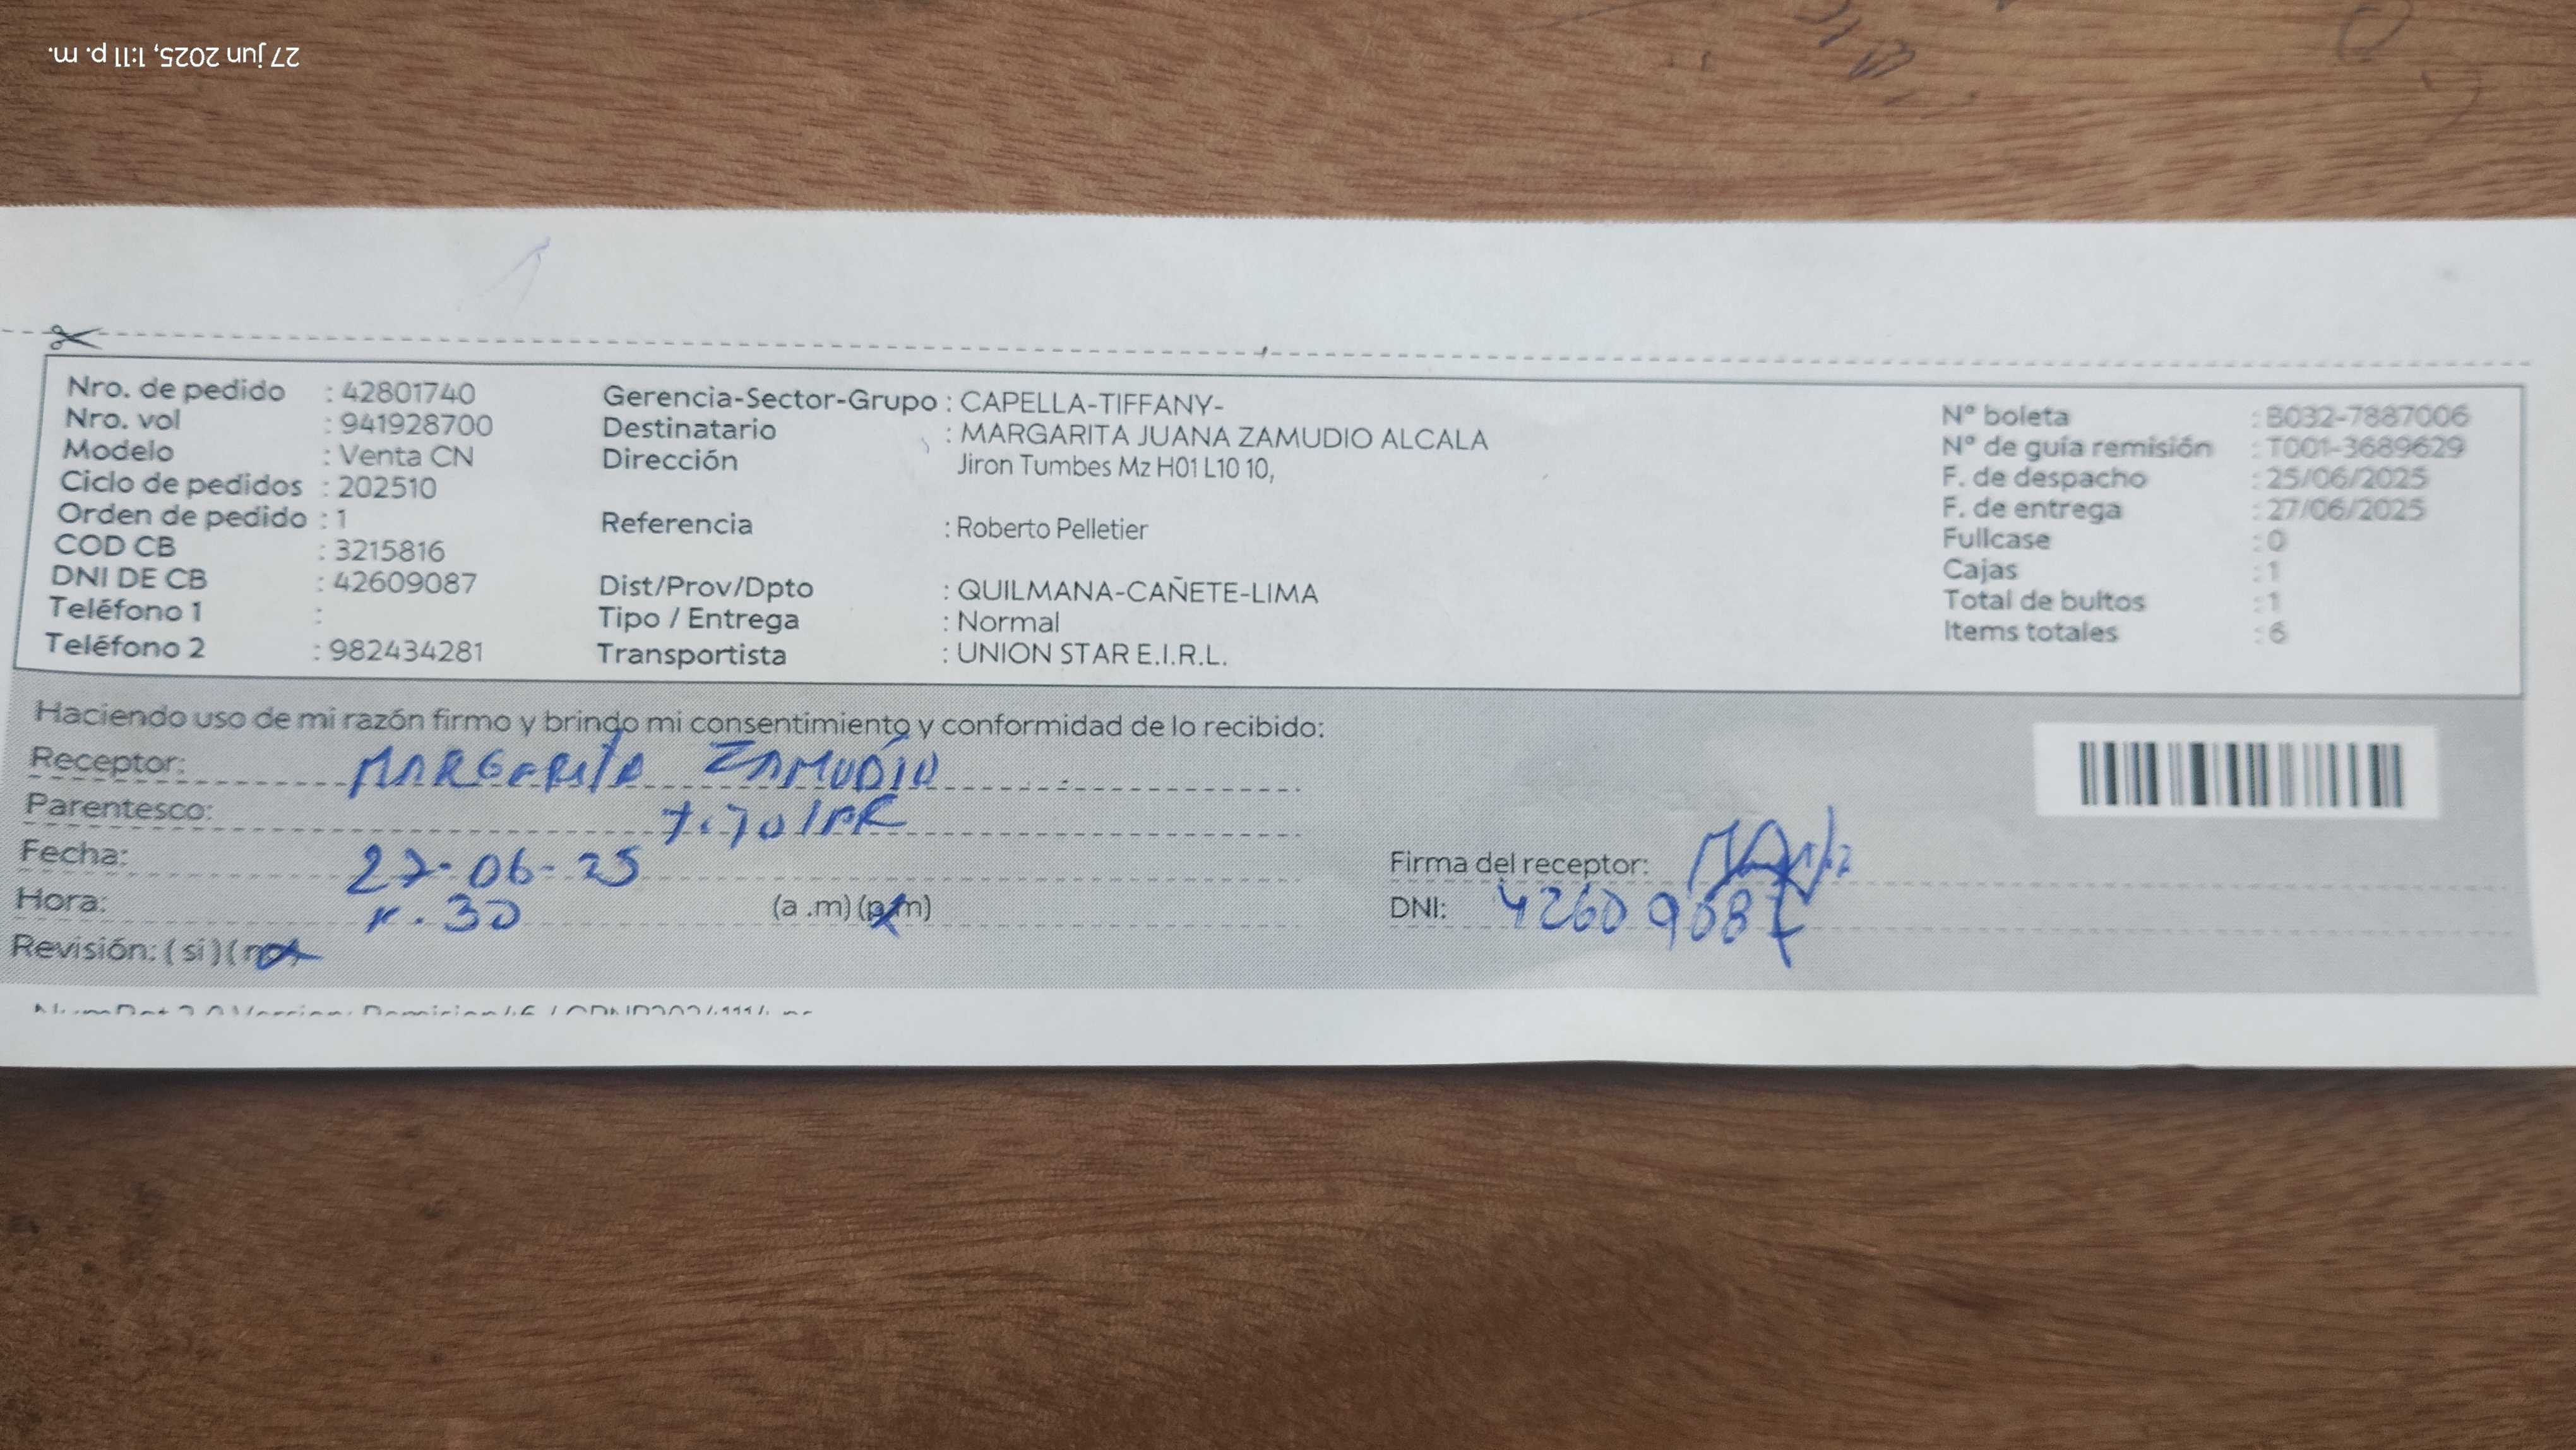 27 jun 2025, 1:11 p. m.
Nro. de pedido : 42801740
Nro. vol : 941928700
Modelo : Venta CN
Ciclo de pedidos : 202510
Orden de pedido : 1
COD CB : 3215816
DNI DE CB : 42609087
Teléfono 1 :
Teléfono 2 : 982434281
Gerencia-Sector-Grupo : CAPELLA-TIFFANY-
Destinatario : MARGARITA JUANA ZAMUDIO ALCALA
Dirección Jiron Tumbes Mz H01 L10 10,
Referencia : Roberto Pelletier
Dist/Prov/Dpto : QUILMANA-CAÑETE-LIMA
Tipo / Entrega : Normal
Transportista : UNION STAR E.I.R.L.
N° boleta : B032-7887006
N° de guía remisión : T001-3689629
F. de despacho : 25/06/2025
F. de entrega : 27/06/2025
Fullcase : 0
Cajas : 1
Total de bultos : 1
Items totales : 6
Haciendo uso de mi razón firmo y brindo mi consentimiento y conformidad de lo recibido:
Receptor: MARGARITA ZAMUDIO
Parentesco: TITULAR
Fecha: 27-06-25
Hora: 30 (a .m) (p.m)
Revisión: ( si ) ( no )
Firma del receptor:
DNI: 42609087